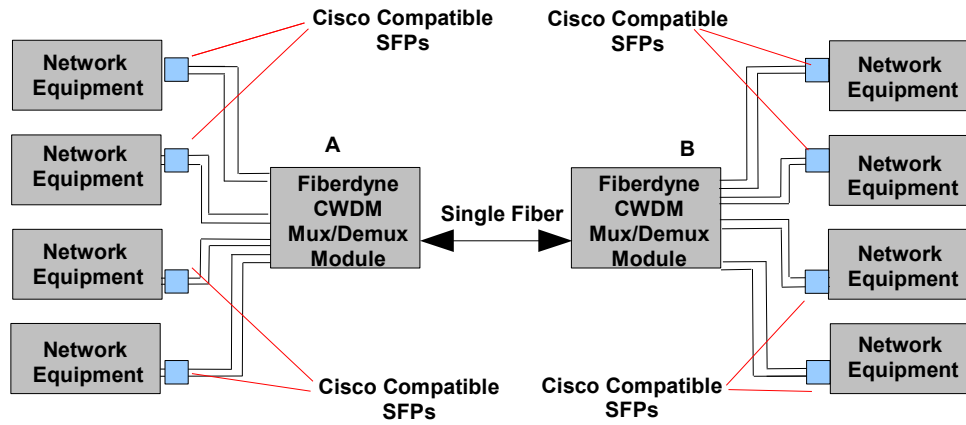 Cisco Compatible
SFPs
Cisco Compatible
SFPs
Network
Equipment
Network
Equipment
Network
Equipment
Network
Equipment
A
B
Fiberdyne
CWDM
Mux/Demux
Module
Single Fiber
Fiberdyne
CWDM
Mux/Demux
Module
Network
Equipment
Network
Equipment
Network
Equipment
Network
Equipment
Cisco Compatible
SFPs
Cisco Compatible
SFPs